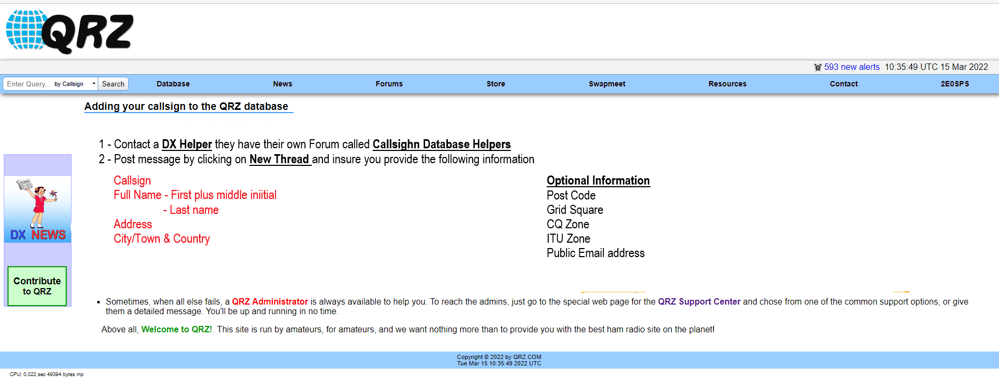 QRZ
593 new alerts 10:35:49 UTC 15 Mar 2022
Enter Query... by Callsign Search Database News Forums Store Swapmeet Resources Contact 2E0SPS
Adding your callsign to the QRZ database
1 - Contact a DX Helper they have their own Forum called Callsighn Database Helpers
2 - Post message by clicking on New Thread and insure you provide the following information
Callsign
Full Name - First plus middle iniitial
- Last name
Address
City/Town & Country
Optional Information
Post Code
Grid Square
CQ Zone
ITU Zone
Public Email address
DX NEWS
DX NEWS
Contribute
to QRZ
• Sometimes, when all else fails, a QRZ Administrator is always available to help you. To reach the admins, just go to the special web page for the QRZ Support Center and chose from one of the common support options, or give
them a detailed message. You'll be up and running in no time.
Above all, Welcome to QRZ!. This site is run by amateurs, for amateurs, and we want nothing more than to provide you with the best ham radio site on the planet!
Copyright © 2022 by QRZ.COM
Tue Mar 15 10:35:49 2022 UTC
CPU: 0.022 sec 49394 bytes mp